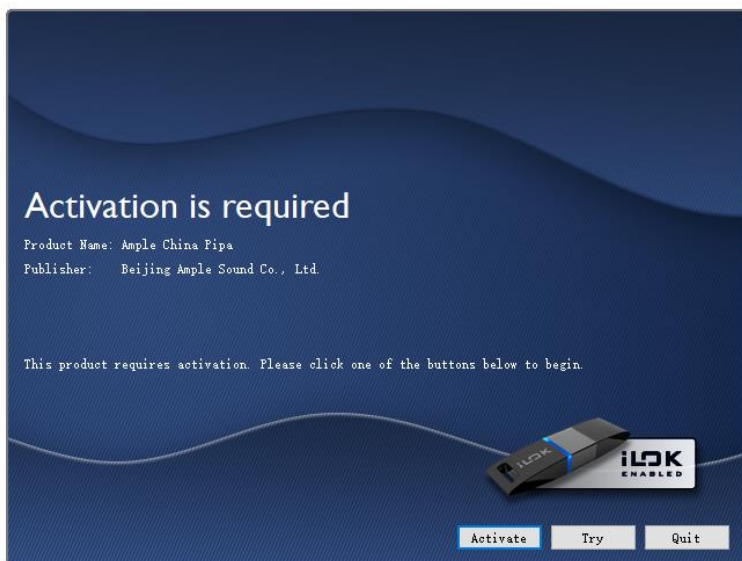 Activation is required
Product Name: Ample China Pipa
Publisher: Beijing Ample Sound Co., Ltd.
This product requires activation. Please click one of the buttons below to begin.
iLOK
iLOK
ENABLED
Activate Try Quit